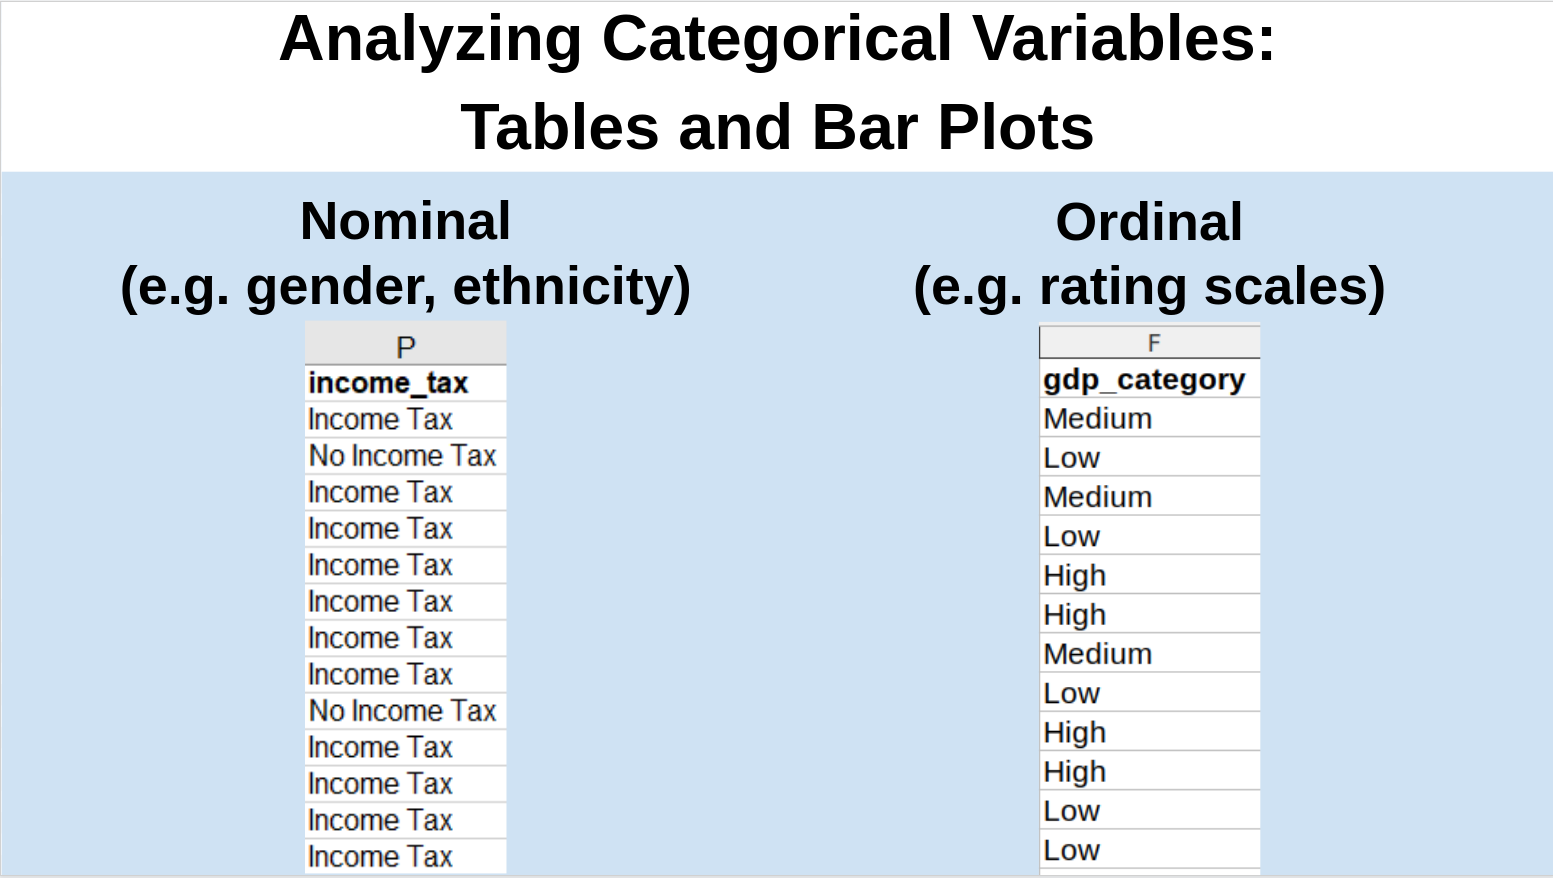 Analyzing Categorical Variables:
Tables and Bar Plots
Nominal
(e.g. gender, ethnicity)
P
income_tax
Income Tax
No Income Tax
Income Tax
Income Tax
Income Tax
Income Tax
Income Tax
Income Tax
No Income Tax
Income Tax
Income Tax
Income Tax
Income Tax
Ordinal
(e.g. rating scales)
F
gdp_category
Medium
Low
Medium
Low
High
High
Medium
Low
High
High
Low
Low